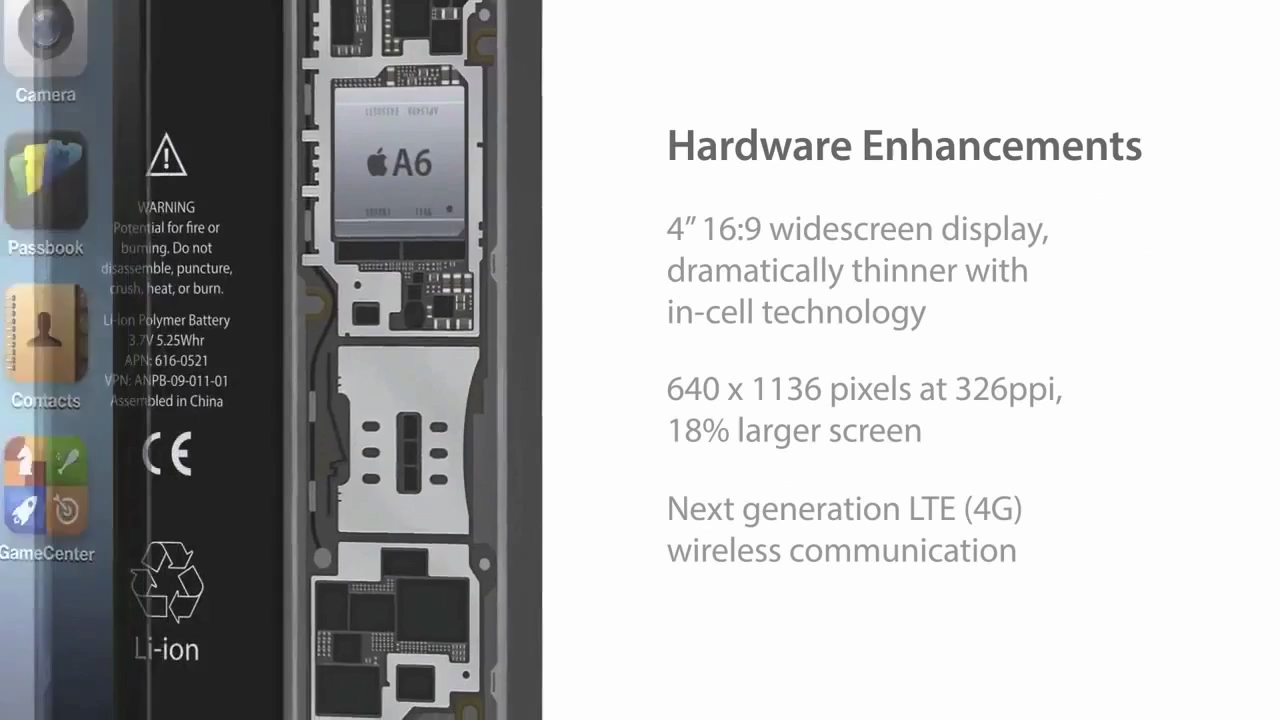 Camera
Passbook
Contacts
GameCenter
WARNING
Potential for fire or
burning. Do not
disassemble, puncture,
crush, heat, or burn.
Li-ion Polymer Battery
3.7V 5.25Whr
APN: 616-0521
VPN: ANPB-09-011-01
Assembled in China
CE
Li-ion
A6
Hardware Enhancements
4” 16:9 widescreen display,
dramatically thinner with
in-cell technology
640 x 1136 pixels at 326ppi,
18% larger screen
Next generation LTE (4G)
wireless communication